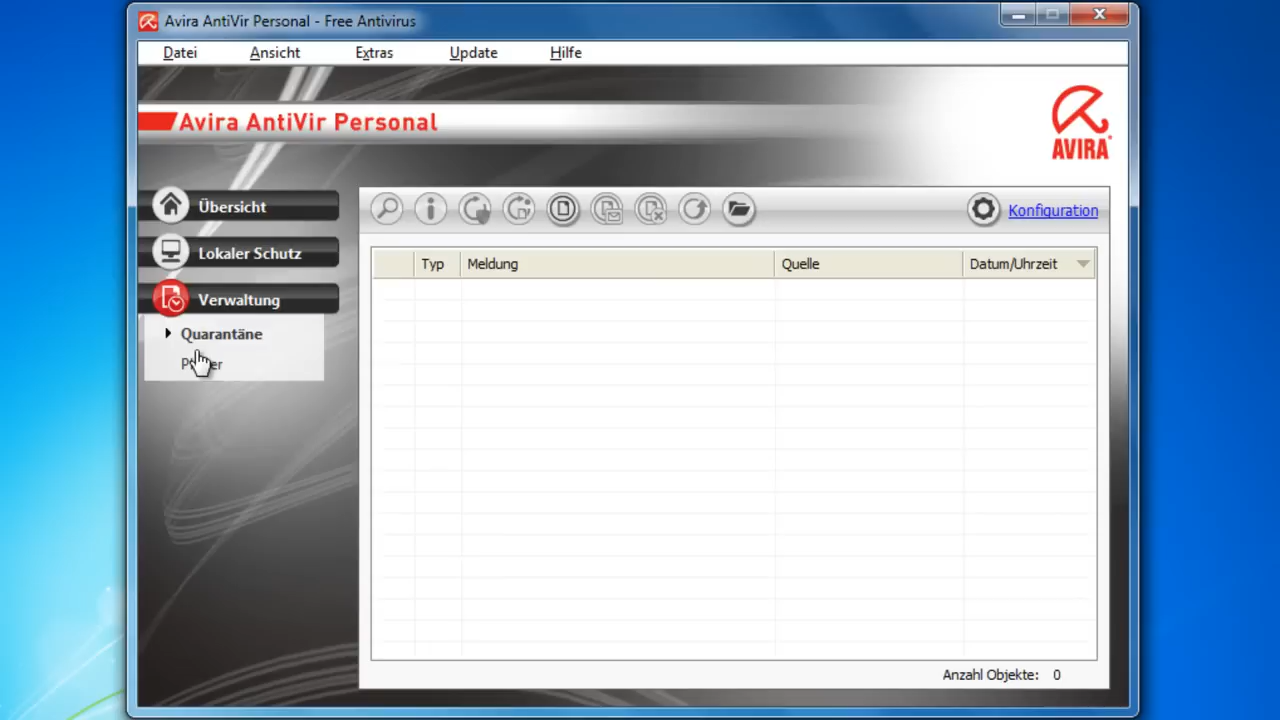 Avira AntiVir Personal - Free Antivirus
Datei Ansicht Extras Update Hilfe
Avira AntiVir Personal
AVIRA
Übersicht
Lokaler Schutz
Verwaltung
Quarantäne
Konfiguration
Typ Meldung Quelle Datum/Uhrzeit
Anzahl Objekte: 0